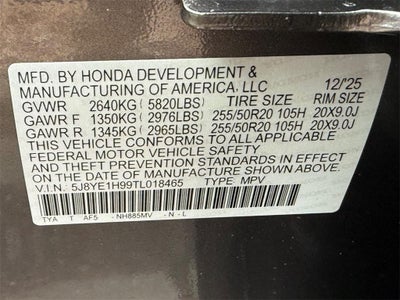 MFD. BY HONDA DEVELOPMENT &
MANUFACTURING OF AMERICA, LLC 12/'25
GVWR 2640KG (5820LBS) TIRE SIZE RIM SIZE
GAWR F 1350KG (2976LBS) 255/50R20 105H 20X9.0J
GAWR R 1345KG (2965LBS) 255/50R20 105H 20X9.0J
THIS VEHICLE CONFORMS TO ALL APPLICABLE
FEDERAL MOTOR VEHICLE SAFETY STANDARDS
IN EFFECT ON THE DATE OF MANUFACTURE SHOWN ABOVE.
V.I.N.: 5J8YE1H99TL018465 TYPE: MPV
TYA T AF5 - NH885MV - N - L